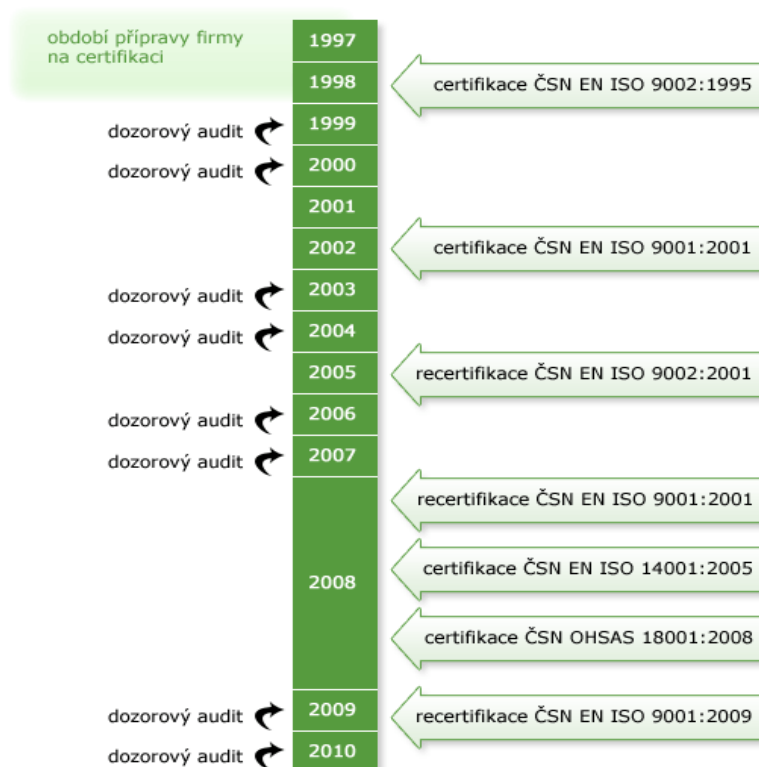 období přípravy firmy
na certifikaci
1997
1998
certifikace ČSN EN ISO 9002:1995
dozorový audit
1999
dozorový audit
2000
2001
2002
certifikace ČSN EN ISO 9001:2001
dozorový audit
2003
dozorový audit
2004
2005
recertifikace ČSN EN ISO 9002:2001
dozorový audit
2006
dozorový audit
2007
recertifikace ČSN EN ISO 9001:2001
certifikace ČSN EN ISO 14001:2005
2008
certifikace ČSN OHSAS 18001:2008
dozorový audit
2009
recertifikace ČSN EN ISO 9001:2009
dozorový audit
2010